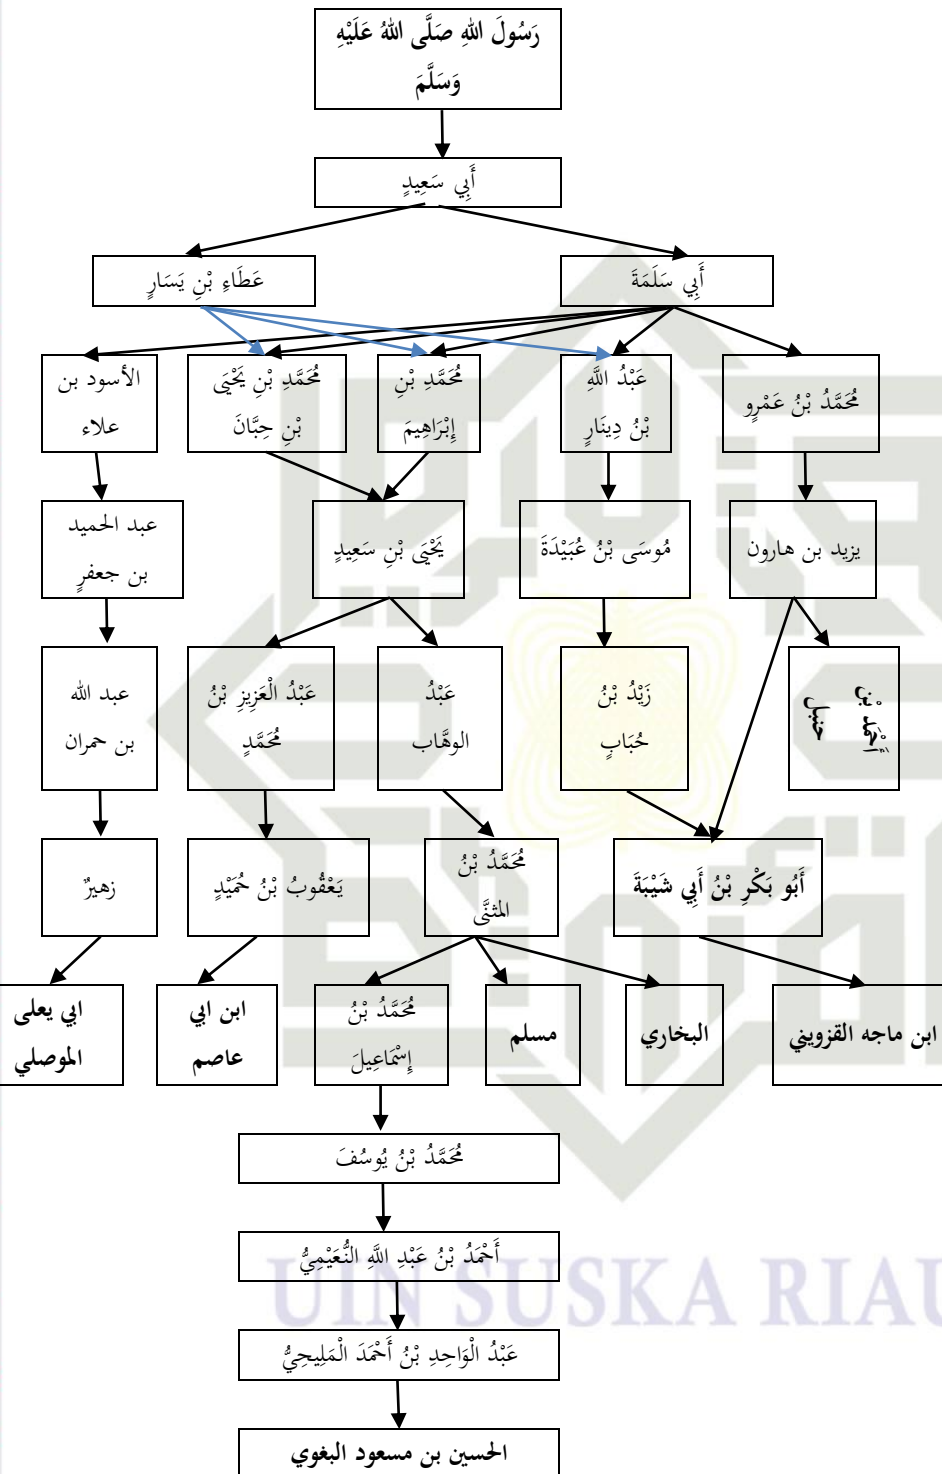 رَسُولَ اللهِ صَلَّى اللهُ عَلَيْهِ
وَسَلَّمَ
أَبِي سَعِيدٍ
أَبِي سَلَمَةَ
عَطَاءِ بْنِ يَسَارٍ
مُحَمَّدُ بْنُ عَمْرٍو
عَبْدُ اللَّهِ
بْنُ دِينَارٍ
مُحَمَّدِ بْنِ
إِبْرَاهِيمَ
مُحَمَّدِ بْنِ يَحْيَى
بْنِ حِبَّانَ
الأسود بن
علاء
يزيد بن هارون
مُوسَى بْنُ عُبَيْدَةَ
يَحْيَى بْنِ سَعِيدٍ
عبد الحميد
بن جعفرٍ
أَحْمَد بْن
حنبل
زَيْدُ بْنُ
حُبَابٍ
عَبْدُ
الوهَّاب
عَبْدُ الْعَزِيزِ بْنُ
مُحَمَّدٍ
عبد الله
بن حمران
أَبُو بَكْرِ بْنُ أَبِي شَيْبَةَ
مُحَمَّدُ بْنُ
المثنَّى
يَعْقُوبُ بْنُ حُمَيْدٍ
زهيرٌ
ابن ماجه القزويني
البخاري
مسلم
مُحَمَّدُ بْنُ
إِسْمَاعِيلَ
ابن ابي
عاصم
ابي يعلى
الموصلي
مُحَمَّدُ بْنُ يُوسُفَ
أَحْمَدُ بْنُ عَبْدِ اللَّهِ النُّعَيْمِيُّ
UIN SUSKA RIAU
عَبْدُ الْوَاحِدِ بْنُ أَحْمَدَ الْمَلِيحِيُّ
الحسين بن مسعود البغوي